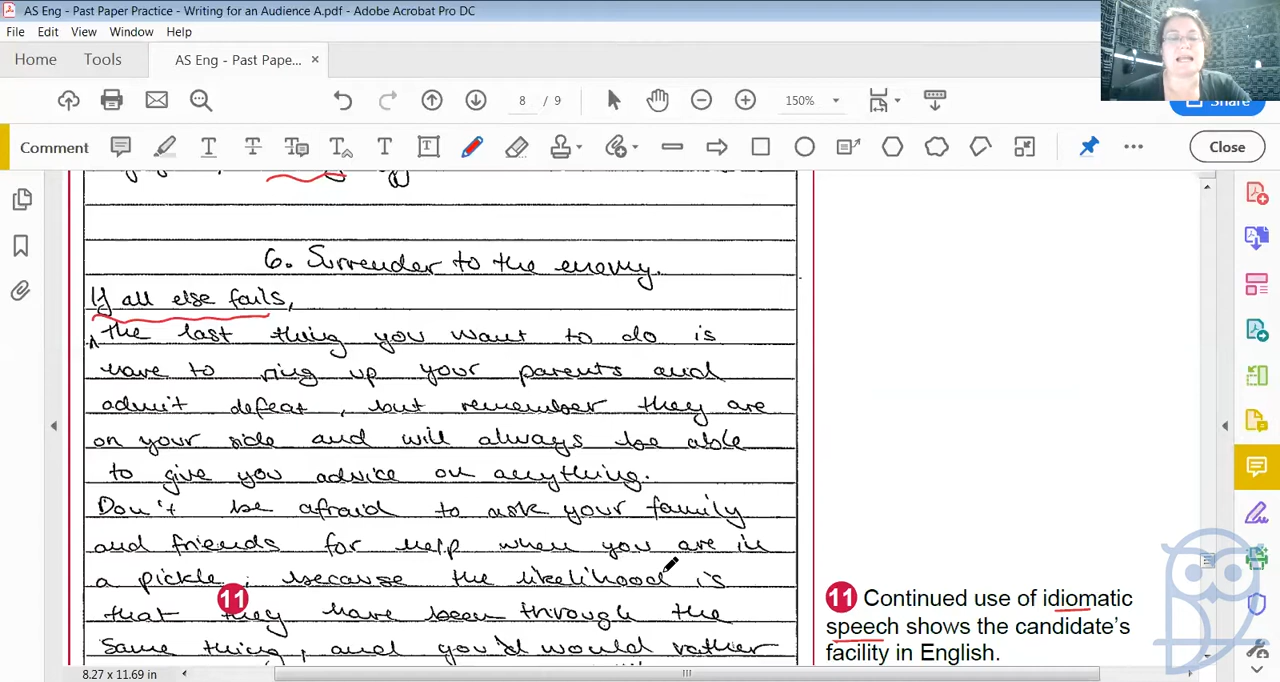 AS Eng - Past Paper Practice - Writing for an Audience A.pdf - Adobe Acrobat Pro DC
File Edit View Window Help
Home Tools AS Eng - Past Pape... ×
8 / 9 150%
Share
Comment Close
6. Surrender to the enemy.
If all else fails,
the last thing you want to do is
have to ring up your parents and
admit defeat, but remember they are
on your side and will always be able
to give you advice on anything.
Don't be afraid to ask your family
and friends for help when you are in
a pickle, because the likelihood is
11
that they have been through the
same thing, and you'd would rather
11 Continued use of idiomatic
speech shows the candidate's
facility in English.
8.27 x 11.69 in